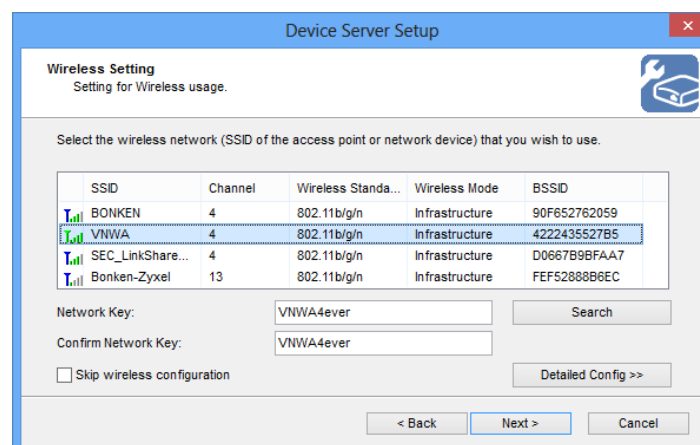 Device Server Setup
Wireless Setting
Setting for Wireless usage.
Select the wireless network (SSID of the access point or network device) that you wish to use.
SSID Channel Wireless Standa... Wireless Mode BSSID
BONKEN 4 802.11b/g/n Infrastructure 90F652762059
VNWA 4 802.11b/g/n Infrastructure 4222435527B5
SEC_LinkShare... 4 802.11b/g/n Infrastructure D0667B9BFAA7
Bonken-Zyxel 13 802.11b/g/n Infrastructure FEF52888B6EC
Network Key: VNWA4ever Search
Confirm Network Key: VNWA4ever
Skip wireless configuration Detailed Config >>
< Back Next > Cancel